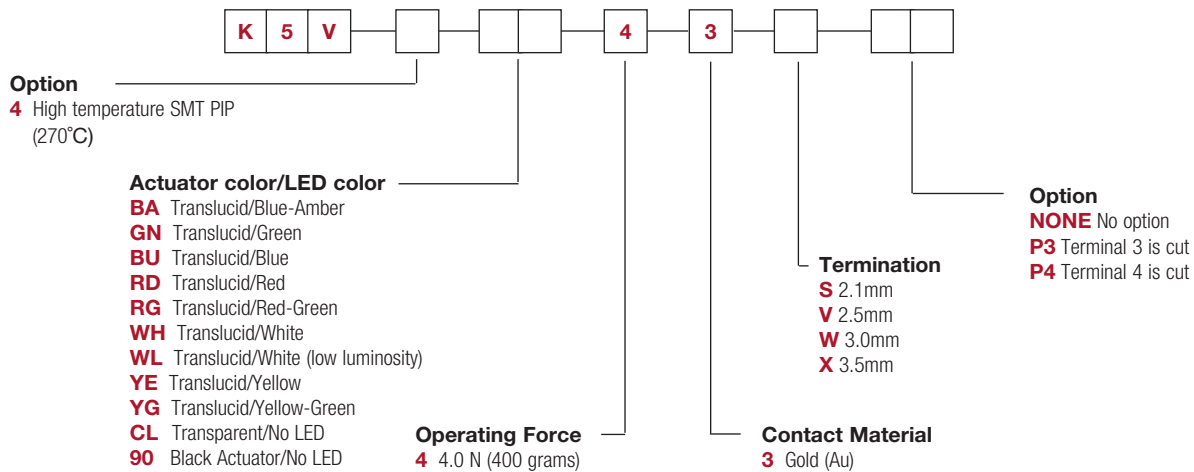 K 5 V 4 3
Option
4 High temperature SMT PIP
(270°C)
Actuator color/LED color
BA Translucid/Blue-Amber
GN Translucid/Green
BU Translucid/Blue
RD Translucid/Red
RG Translucid/Red-Green
WH Translucid/White
WL Translucid/White (low luminosity)
YE Translucid/Yellow
YG Translucid/Yellow-Green
CL Transparent/No LED
90 Black Actuator/No LED
Operating Force
4 4.0 N (400 grams)
Contact Material
3 Gold (Au)
Termination
S 2.1mm
V 2.5mm
W 3.0mm
X 3.5mm
Option
NONE No option
P3 Terminal 3 is cut
P4 Terminal 4 is cut